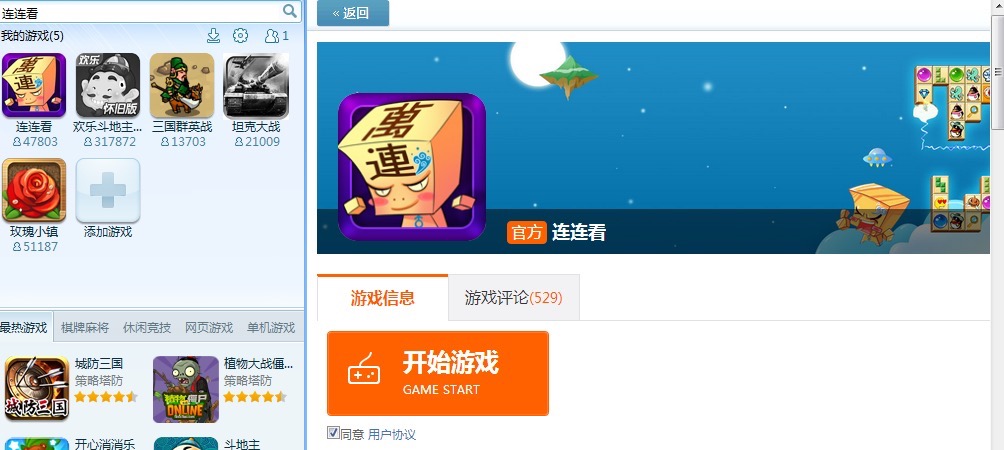 连连看
我的游戏(5)
1
萬
連
欢乐
怀旧版
连连看
欢乐斗地主...
三国群英战
坦克大战
47803
317872
13703
21009
玫瑰小镇
添加游戏
51187
最热游戏
棋牌麻将
休闲竞技
网页游戏
单机游戏
城防三国
城防三国
策略塔防
植物大战僵...
策略塔防
ONLINE
开心消消乐
斗地主
« 返回
萬
連
官方 连连看
游戏信息
游戏评论(529)
开始游戏
GAME START
同意 用户协议